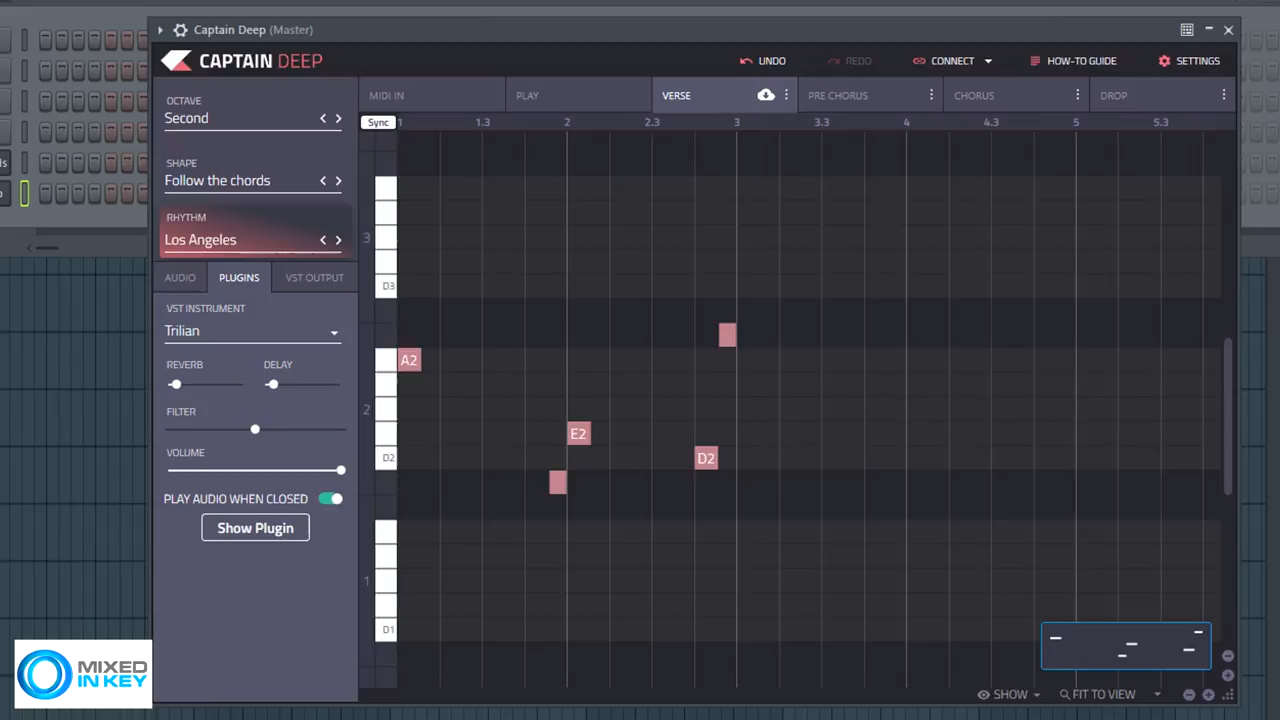 Captain Deep (Master)
CAPTAIN DEEP
UNDO
REDO
CONNECT
HOW-TO GUIDE
SETTINGS
OCTAVE
Second
SHAPE
Follow the chords
RHYTHM
Los Angeles
AUDIO
PLUGINS
VST OUTPUT
VST INSTRUMENT
Trilian
REVERB
DELAY
FILTER
VOLUME
PLAY AUDIO WHEN CLOSED
Show Plugin
MIDI IN
PLAY
VERSE
PRE CHORUS
CHORUS
DROP
Sync
1 1.3 2 2.3 3 3.3 4 4.3 5 5.3
3
D3
A2
2
E2
D2
D2
1
D1
SHOW
FIT TO VIEW
MIXED
IN KEY